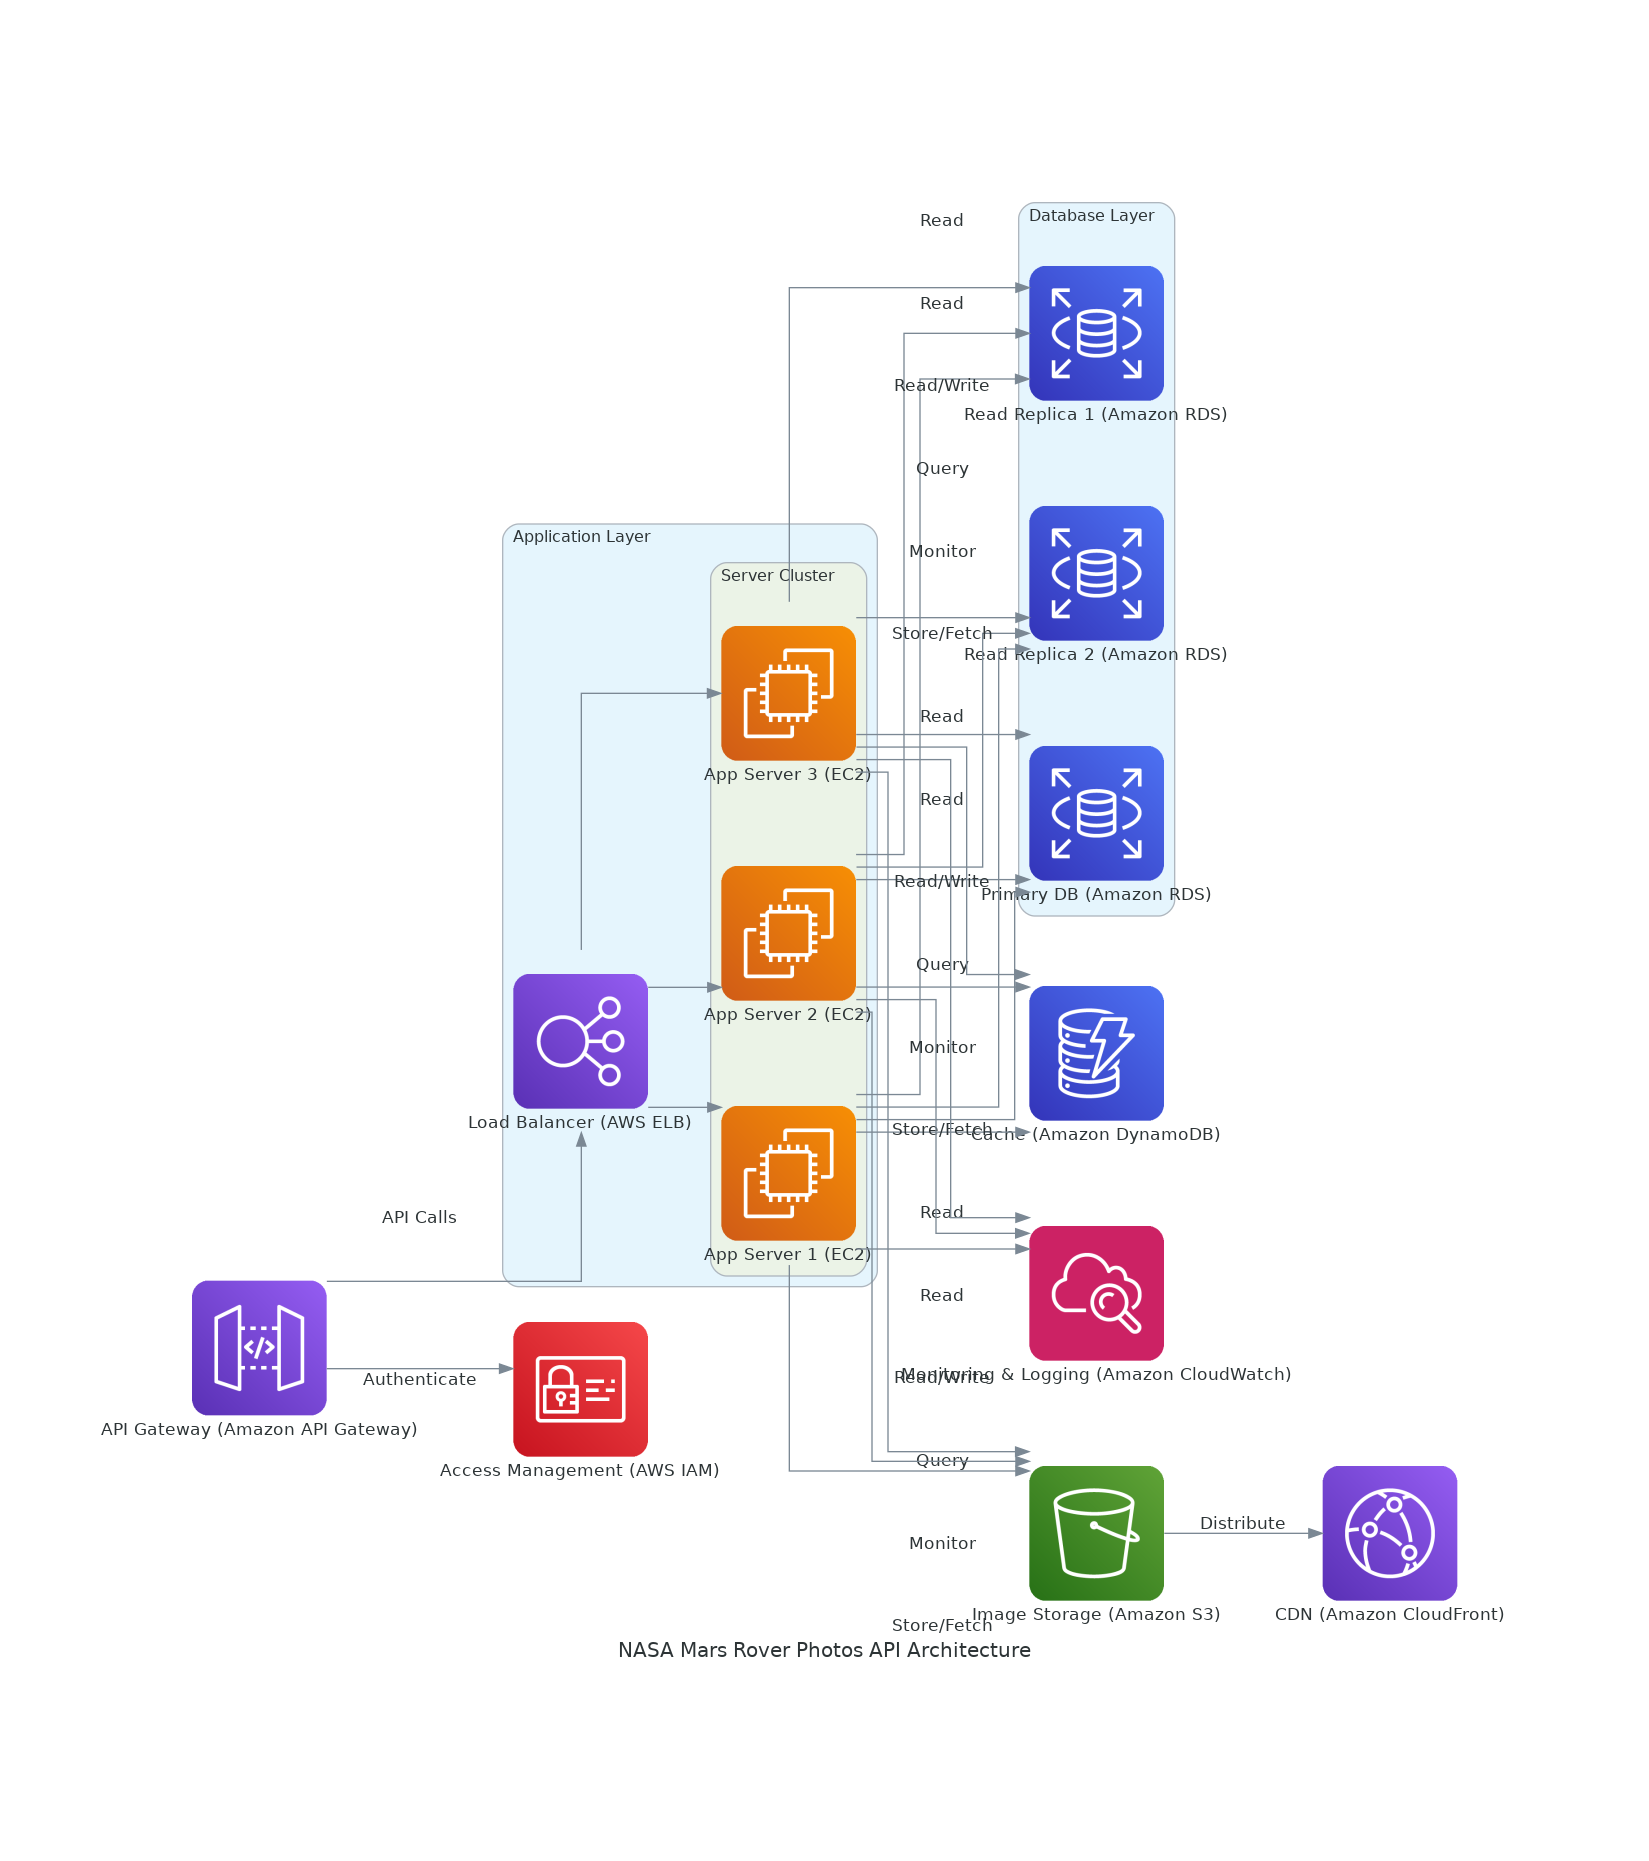 Read
Database Layer
Read
Read/Write
Read Replica 1 (Amazon RDS)
Query
Application Layer
Monitor
Server Cluster
Store/Fetch
Read Replica 2 (Amazon RDS)
Read
App Server 3 (EC2)
Read
Read/Write
Primary DB (Amazon RDS)
Query
App Server 2 (EC2)
Monitor
Load Balancer (AWS ELB)
Store/Fetch
Cache (Amazon DynamoDB)
Read
API Calls
App Server 1 (EC2)
Read
Monitoring & Logging (Amazon CloudWatch)
Read/Write
Authenticate
API Gateway (Amazon API Gateway)
Query
Access Management (AWS IAM)
Distribute
Monitor
Image Storage (Amazon S3)
CDN (Amazon CloudFront)
Store/Fetch
NASA Mars Rover Photos API Architecture